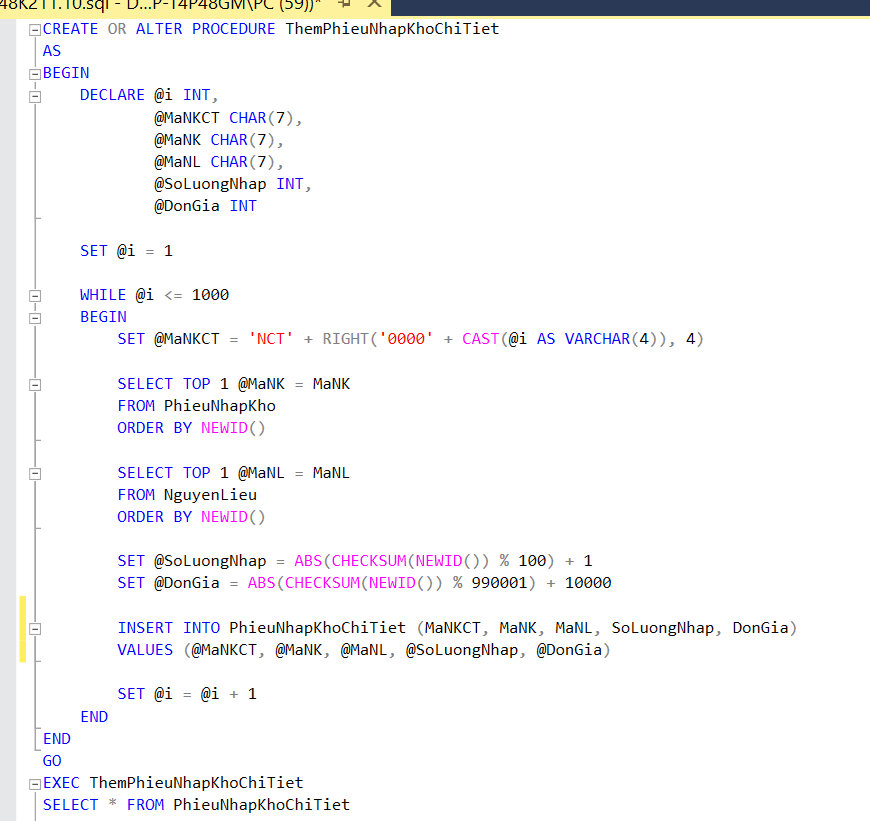 48K211.10.sql - D...P-T4P48GM\PC (59))*
CREATE OR ALTER PROCEDURE ThemPhieuNhapKhoChiTiet
AS
BEGIN
DECLARE @i INT,
@MaNKCT CHAR(7),
@MaNK CHAR(7),
@MaNL CHAR(7),
@SoLuongNhap INT,
@DonGia INT
SET @i = 1
WHILE @i <= 1000
BEGIN
SET @MaNKCT = 'NCT' + RIGHT('0000' + CAST(@i AS VARCHAR(4)), 4)
SELECT TOP 1 @MaNK = MaNK
FROM PhieuNhapKho
ORDER BY NEWID()
SELECT TOP 1 @MaNL = MaNL
FROM NguyenLieu
ORDER BY NEWID()
SET @SoLuongNhap = ABS(CHECKSUM(NEWID()) % 100) + 1
SET @DonGia = ABS(CHECKSUM(NEWID()) % 990001) + 10000
INSERT INTO PhieuNhapKhoChiTiet (MaNKCT, MaNK, MaNL, SoLuongNhap, DonGia)
VALUES (@MaNKCT, @MaNK, @MaNL, @SoLuongNhap, @DonGia)
SET @i = @i + 1
END
END
GO
EXEC ThemPhieuNhapKhoChiTiet
SELECT * FROM PhieuNhapKhoChiTiet